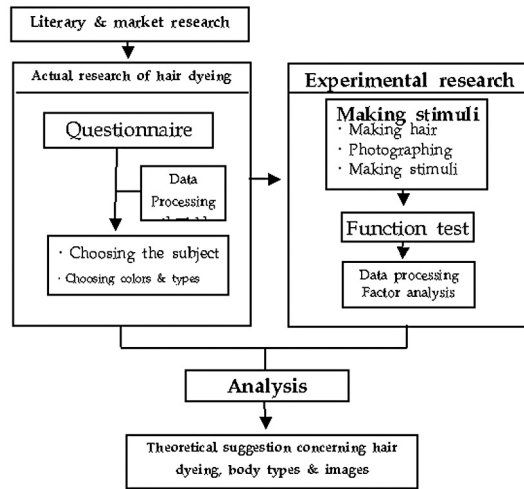 Literary & market research
Actual research of hair dyeing
Questionnaire
Data
Processing
· Choosing the subject
· Choosing colors & types
Experimental research
Making stimuli
· Making hair
· Photographing
· Making stimuli
Function test
Data processing
Factor analysis
Analysis
Theoretical suggestion concerning hair
dyeing, body types & images